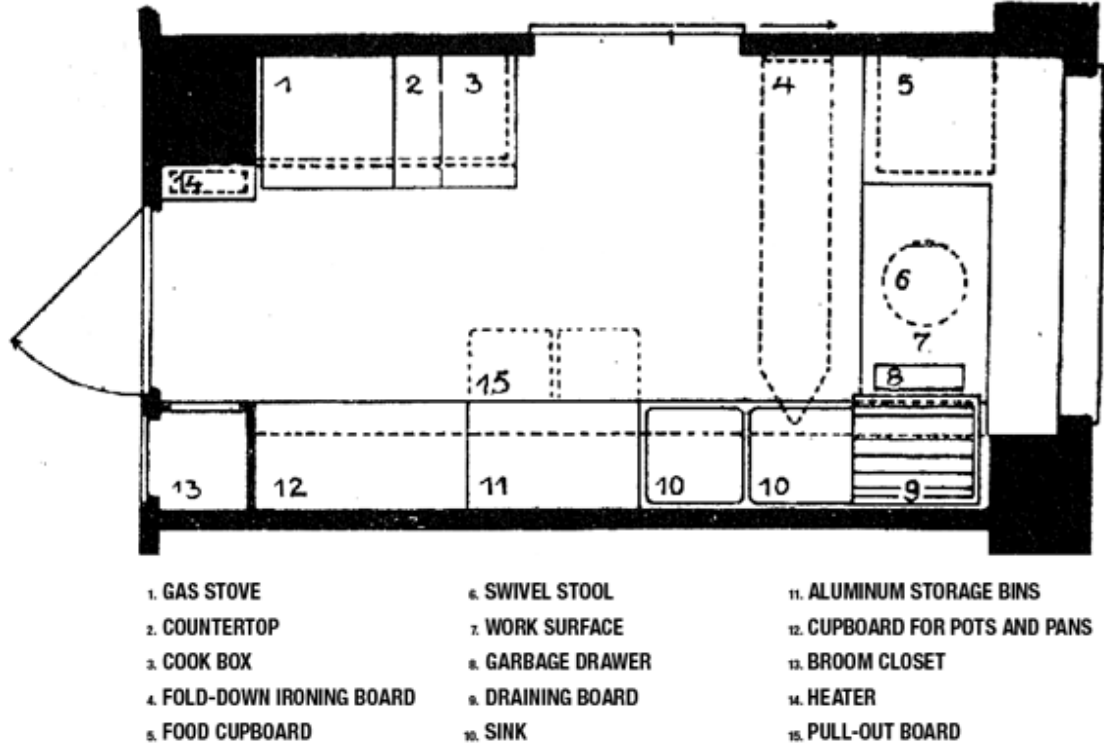 1 2 3 4 5
14
6
7
15 8
13 12 11 10 10 9
1. GAS STOVE
2. COUNTERTOP
3. COOK BOX
4. FOLD-DOWN IRONING BOARD
5. FOOD CUPBOARD
6. SWIVEL STOOL
7. WORK SURFACE
8. GARBAGE DRAWER
9. DRAINING BOARD
10. SINK
11. ALUMINUM STORAGE BINS
12. CUPBOARD FOR POTS AND PANS
13. BROOM CLOSET
14. HEATER
15. PULL-OUT BOARD